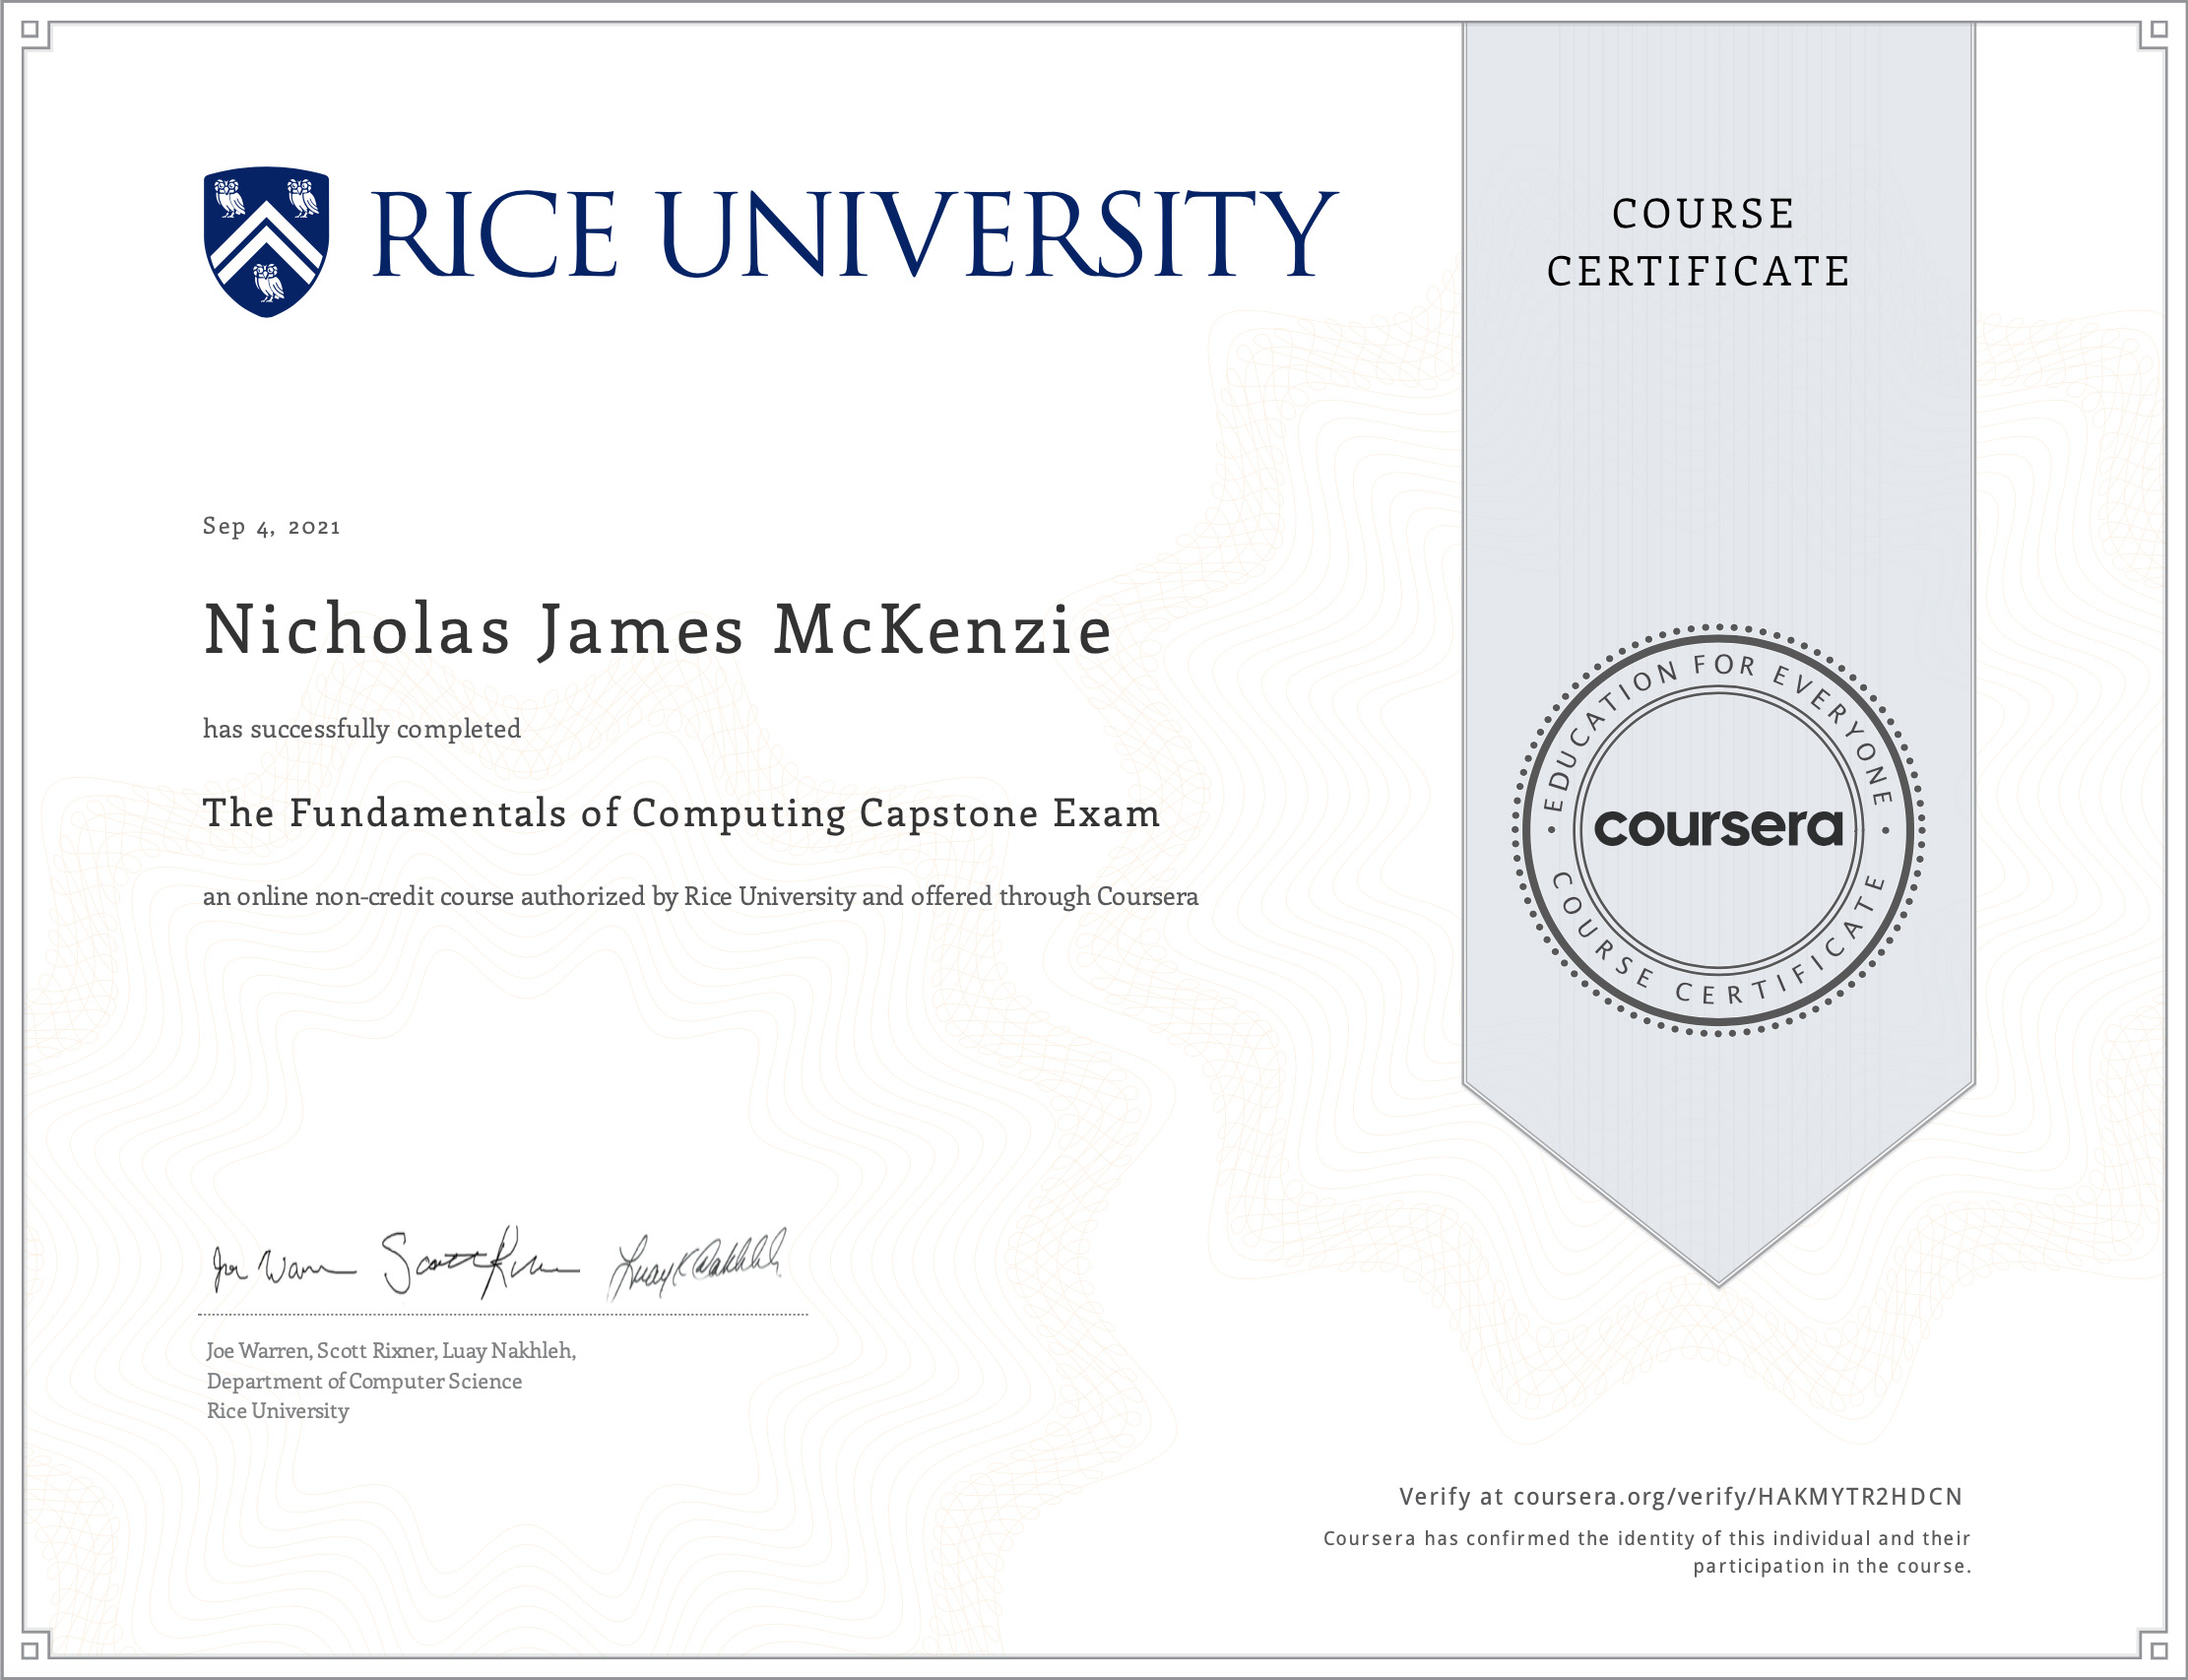 RICE UNIVERSITY
COURSE
CERTIFICATE
Sep 4, 2021
Nicholas James McKenzie
has successfully completed
The Fundamentals of Computing Capstone Exam
an online non-credit course authorized by Rice University and offered through Coursera
EDUCATION FOR EVERYONE
coursera
COURSE CERTIFICATE
Joe Warren Scott Rixner Luay K Nakhleh
Joe Warren, Scott Rixner, Luay Nakhleh,
Department of Computer Science
Rice University
Verify at coursera.org/verify/HAKMYTR2HDCN
Coursera has confirmed the identity of this individual and their
participation in the course.